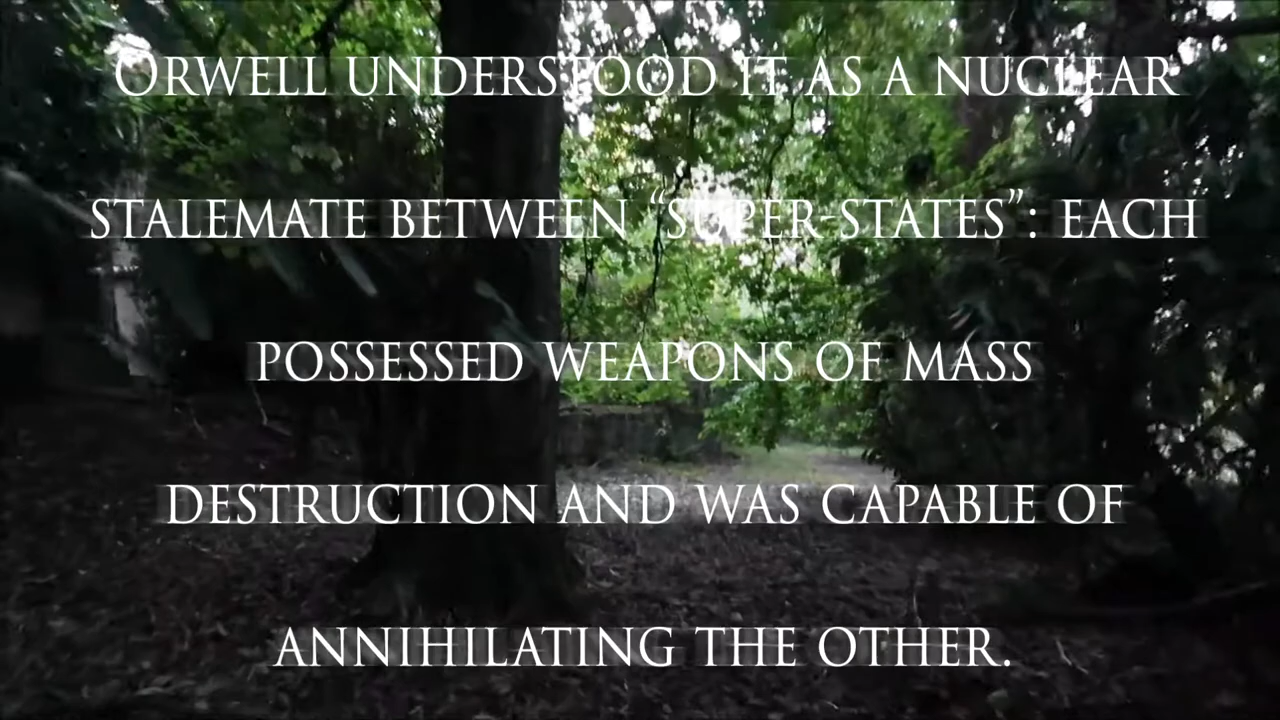 ORWELL UNDERSTOOD IT AS A NUCLEAR
STALEMATE BETWEEN “SUPER-STATES”: EACH
POSSESSED WEAPONS OF MASS
DESTRUCTION AND WAS CAPABLE OF
ANNIHILATING THE OTHER.